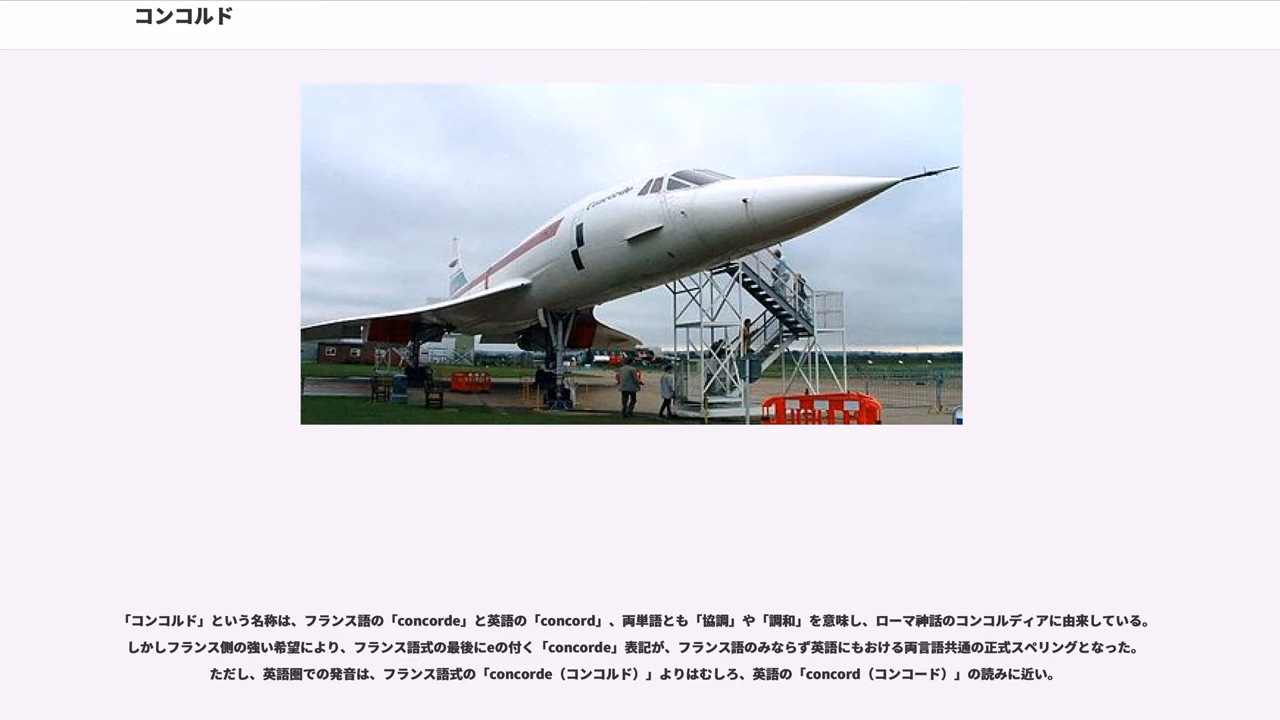 コンコルド
Concorde
「コンコルド」という名称は、フランス語の「concorde」と英語の「concord」、両単語とも「協調」や「調和」を意味し、ローマ神話のコンコルディアに由来している。
しかしフランス側の強い希望により、フランス語式の最後にeの付く「concorde」表記が、フランス語のみならず英語にもおける両言語共通の正式スペリングとなった。
ただし、英語圏での発音は、フランス語式の「concorde（コンコルド）」よりはむしろ、英語の「concord（コンコード）」の読みに近い。